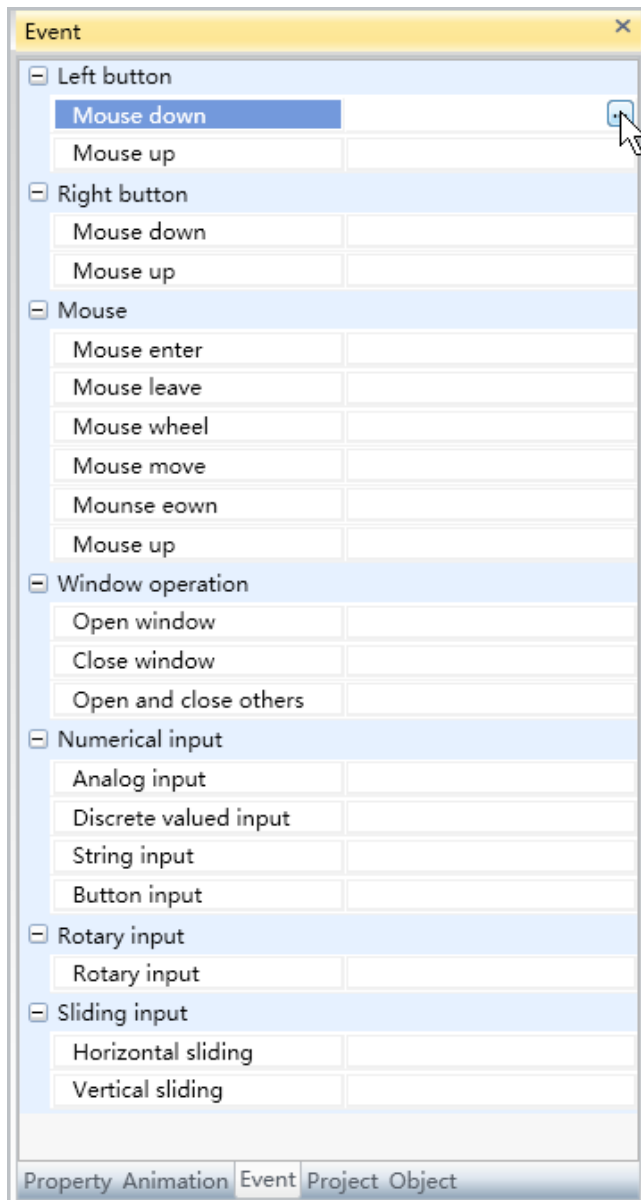 Event
Left button
Mouse down
Mouse up
Right button
Mouse down
Mouse up
Mouse
Mouse enter
Mouse leave
Mouse wheel
Mouse move
Mounse eown
Mouse up
Window operation
Open window
Close window
Open and close others
Numerical input
Analog input
Discrete valued input
String input
Button input
Rotary input
Rotary input
Sliding input
Horizontal sliding
Vertical sliding
Property Animation Event Project Object